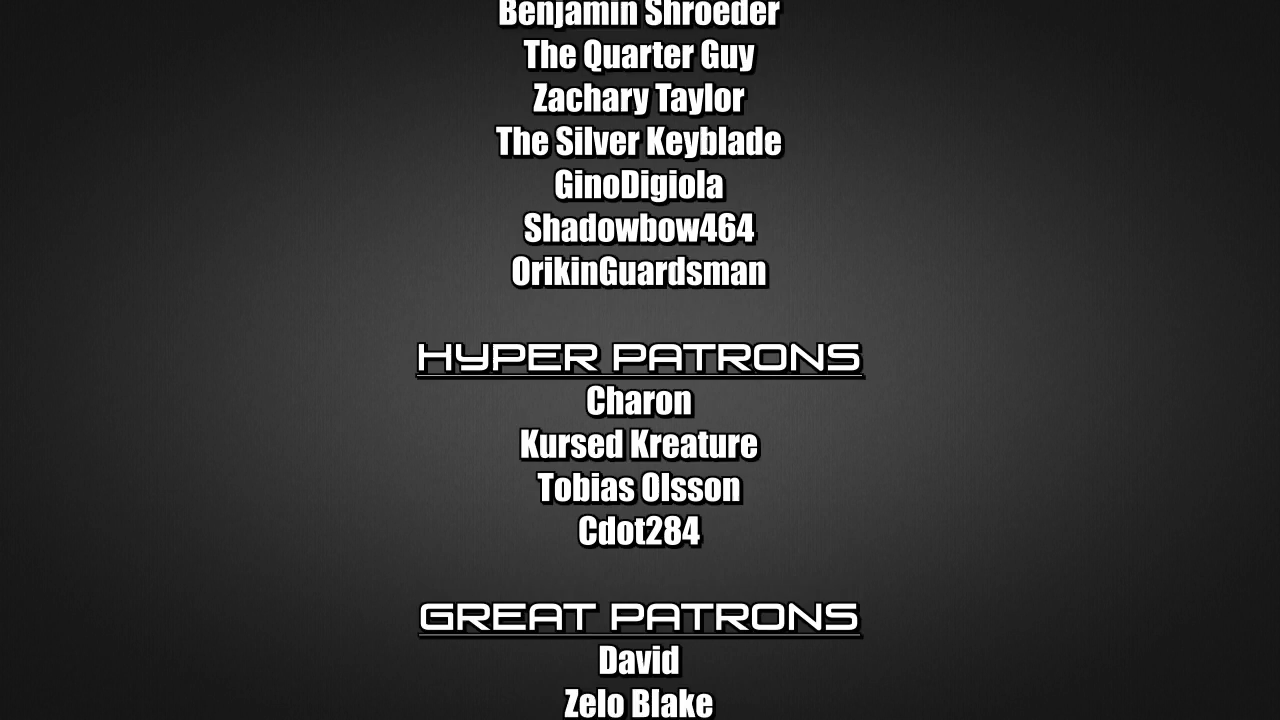 Benjamin Shroeder
The Quarter Guy
Zachary Taylor
The Silver Keyblade
GinoDigiola
Shadowbow464
OrikinGuardsman
HYPER PATRONS
Charon
Kursed Kreature
Tobias Olsson
Cdot284
GREAT PATRONS
David
Zelo Blake